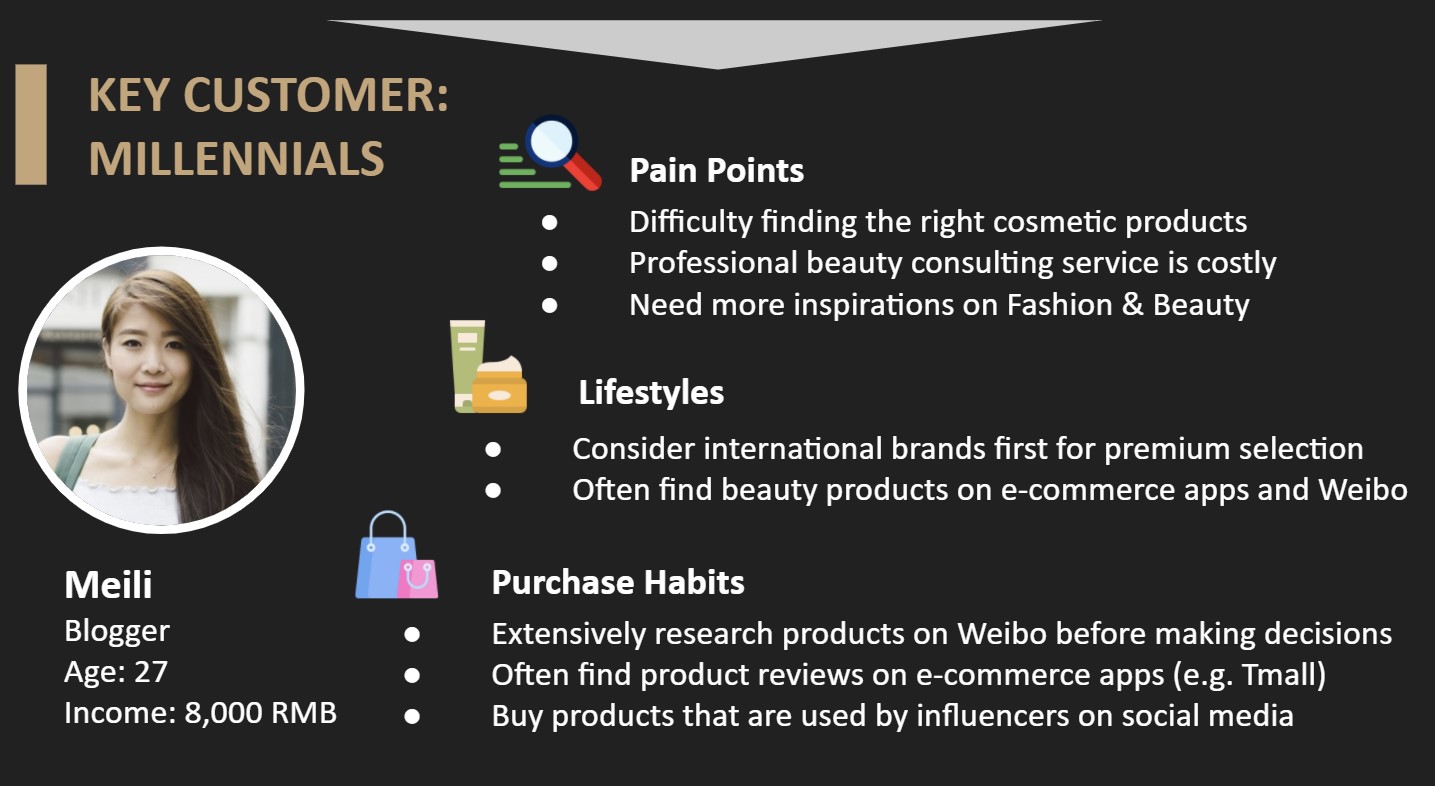 KEY CUSTOMER:
MILLENNIALS
Pain Points
● Difficulty finding the right cosmetic products
● Professional beauty consulting service is costly
● Need more inspirations on Fashion & Beauty
Lifestyles
● Consider international brands first for premium selection
● Often find beauty products on e-commerce apps and Weibo
Meili
Blogger
Age: 27
Income: 8,000 RMB
Purchase Habits
● Extensively research products on Weibo before making decisions
● Often find product reviews on e-commerce apps (e.g. Tmall)
● Buy products that are used by influencers on social media